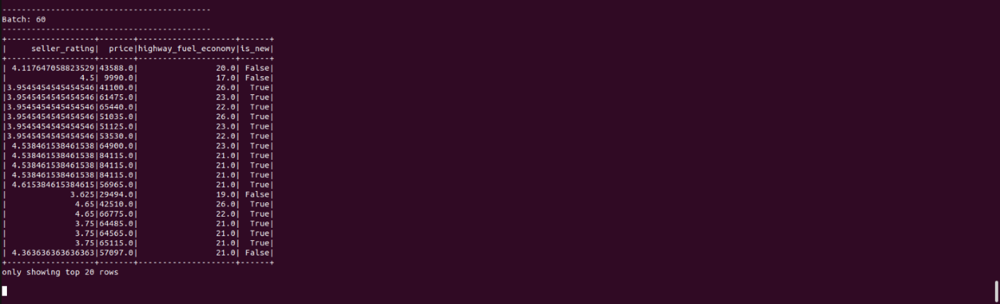 -------------------------------------------
Batch: 60
-------------------------------------------
+------------------+-------+--------------------+------+
|     seller_rating|  price|highway_fuel_economy|is_new|
+------------------+-------+--------------------+------+
| 4.117647058823529|43588.0|                20.0| False|
|               4.5| 9990.0|                17.0| False|
|3.9545454545454546|41100.0|                26.0|  True|
|3.9545454545454546|61475.0|                23.0|  True|
|3.9545454545454546|65440.0|                22.0|  True|
|3.9545454545454546|51035.0|                26.0|  True|
|3.9545454545454546|51125.0|                23.0|  True|
|3.9545454545454546|53530.0|                22.0|  True|
| 4.538461538461538|64900.0|                23.0|  True|
| 4.538461538461538|84115.0|                21.0|  True|
| 4.538461538461538|84115.0|                21.0|  True|
| 4.538461538461538|84115.0|                21.0|  True|
| 4.615384615384615|56965.0|                21.0|  True|
|             3.625|29494.0|                19.0| False|
|              4.65|42510.0|                26.0|  True|
|              4.65|66775.0|                22.0|  True|
|              3.75|64485.0|                21.0|  True|
|              3.75|64565.0|                21.0|  True|
|              3.75|65115.0|                21.0|  True|
| 4.363636363636363|57097.0|                21.0| False|
+------------------+-------+--------------------+------+
only showing top 20 rows